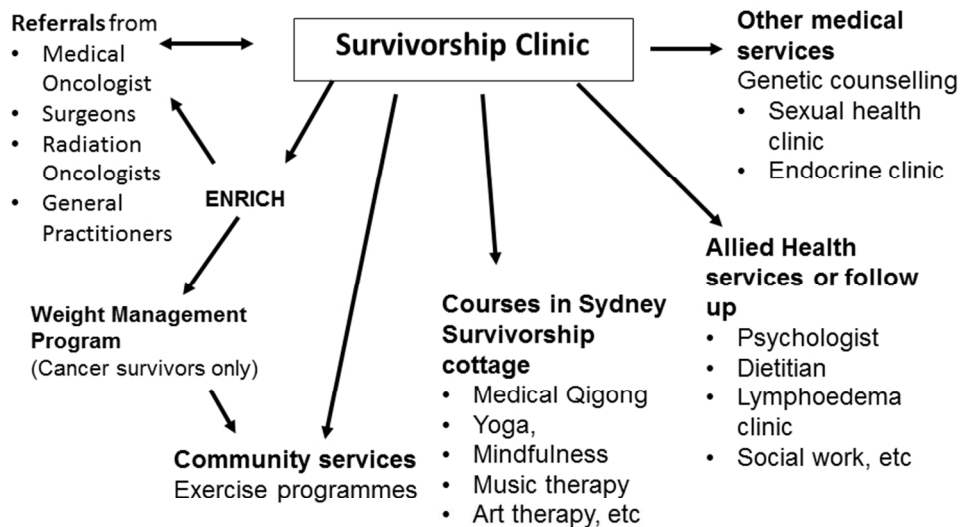 Referrals from
• Medical
Oncologist
• Surgeons
• Radiation
Oncologists
• General
Practitioners
Survivorship Clinic
Other medical
services
Genetic counselling
• Sexual health
clinic
• Endocrine clinic
ENRICH
Weight Management
Program
(Cancer survivors only)
Community services
Exercise programmes
Courses in Sydney
Survivorship
cottage
• Medical Qigong
• Yoga,
• Mindfulness
• Music therapy
• Art therapy, etc
Allied Health
services or follow
up
• Psychologist
• Dietitian
• Lymphoedema
clinic
• Social work, etc